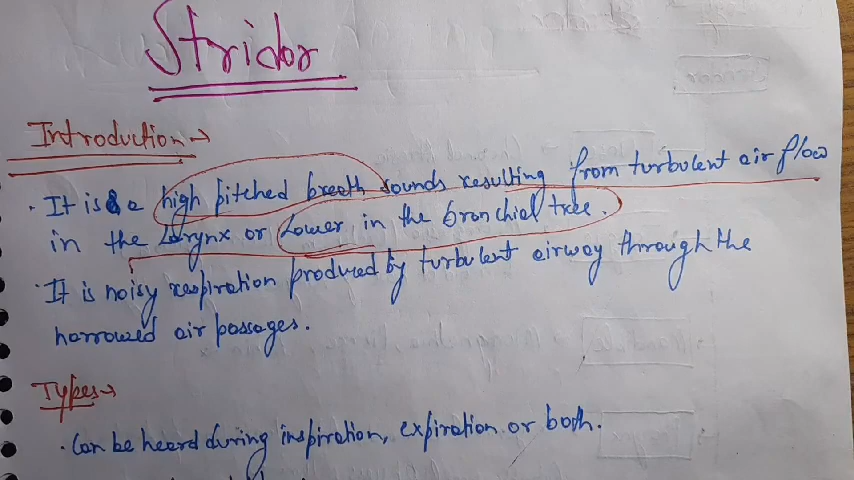 Stridor
Introduction→
· It is a high pitched breath sounds resulting from turbulent air flow
in the Larynx or Lower in the bronchial tree.
· It is noisy respiration produced by turbulent airway through the
narrowed air passages.
Types→
· Can be heard during inspiration, expiration or both.